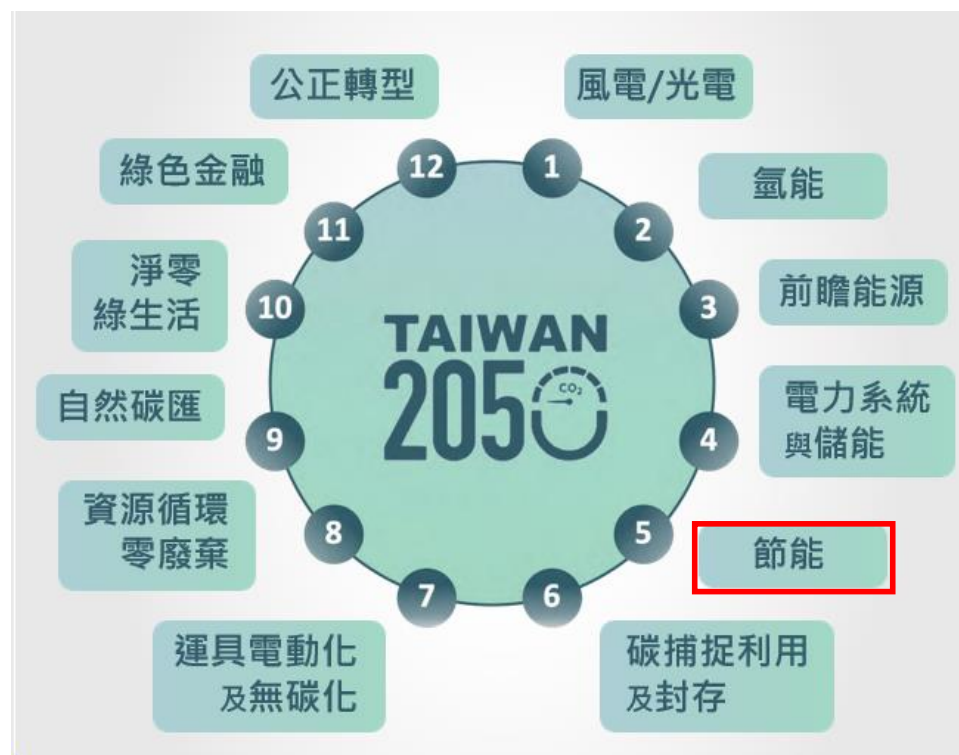 1
風電/光電
2
氫能
3
前瞻能源
4
電力系統
與儲能
5
節能
6
碳捕捉利用
及封存
7
運具電動化
及無碳化
8
資源循環
零廢棄
9
自然碳匯
10
淨零
綠生活
11
綠色金融
12
公正轉型
TAIWAN
2050
CO₂